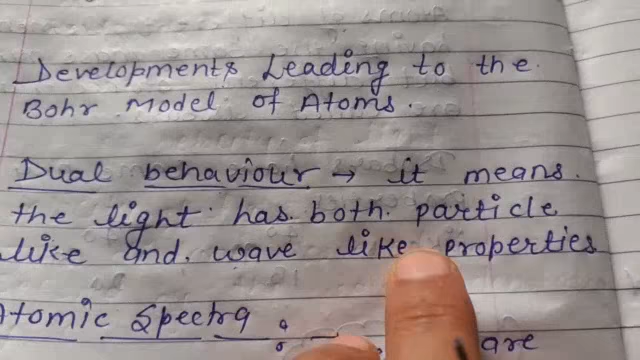 Developments Leading to the
Bohr Model of Atoms.
Dual behaviour → it means
the light has both particle
like and wave like properties
Atomic Spectra : – are